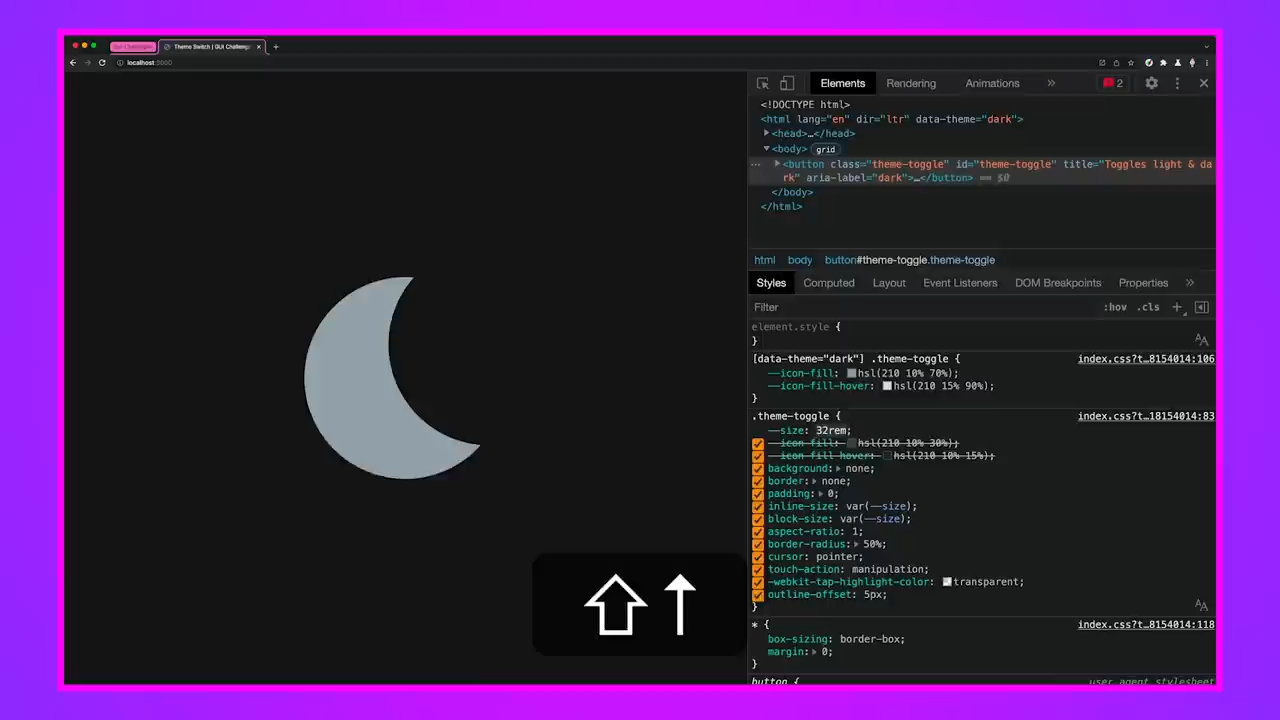 GUI Challenges
Theme Switch | GUI Challeng
localhost:3000
Elements
Rendering
Animations
2
<!DOCTYPE html>
<html lang="en" dir="ltr" data-theme="dark">
<head>…</head>
<body> grid
<button class="theme-toggle" id="theme-toggle" title="Toggles light & da
rk" aria-label="dark">…</button> == $0
</body>
</html>
html body button#theme-toggle.theme-toggle
Styles Computed Layout Event Listeners DOM Breakpoints Properties
Filter :hov .cls
element.style {
}
[data-theme="dark"] .theme-toggle { index.css?t…8154014:106
--icon-fill: hsl(210 10% 70%);
--icon-fill-hover: hsl(210 15% 90%);
}
.theme-toggle { index.css?t…18154014:83
--size: 32rem;
--icon-fill: hsl(210 10% 30%);
--icon-fill-hover: hsl(210 10% 15%);
background: none;
border: none;
padding: 0;
inline-size: var(--size);
block-size: var(--size);
aspect-ratio: 1;
border-radius: 50%;
cursor: pointer;
touch-action: manipulation;
-webkit-tap-highlight-color: transparent;
outline-offset: 5px;
}
* { index.css?t…8154014:118
box-sizing: border-box;
margin: 0;
}
button { user agent stylesheet